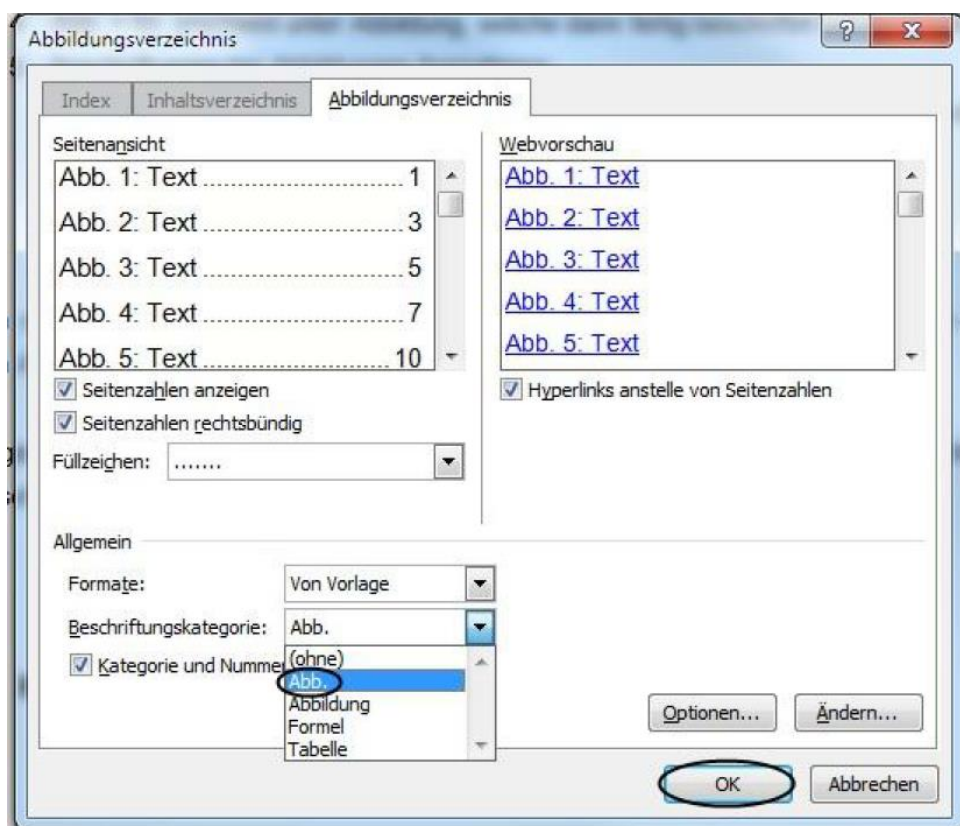 Abbildungsverzeichnis
Index Inhaltsverzeichnis Abbildungsverzeichnis
Seitenansicht
Abb. 1: Text ............................ 1
Abb. 2: Text ............................ 3
Abb. 3: Text ............................ 5
Abb. 4: Text ............................ 7
Abb. 5: Text .......................... 10
Seitenzahlen anzeigen
Seitenzahlen rechtsbündig
Füllzeichen: .......
Webvorschau
Abb. 1: Text
Abb. 2: Text
Abb. 3: Text
Abb. 4: Text
Abb. 5: Text
Hyperlinks anstelle von Seitenzahlen
Allgemein
Formate: Von Vorlage
Beschriftungskategorie: Abb.
Kategorie und Numme
(ohne)
Abb.
Abbildung
Formel
Tabelle
Optionen... Ändern...
OK Abbrechen